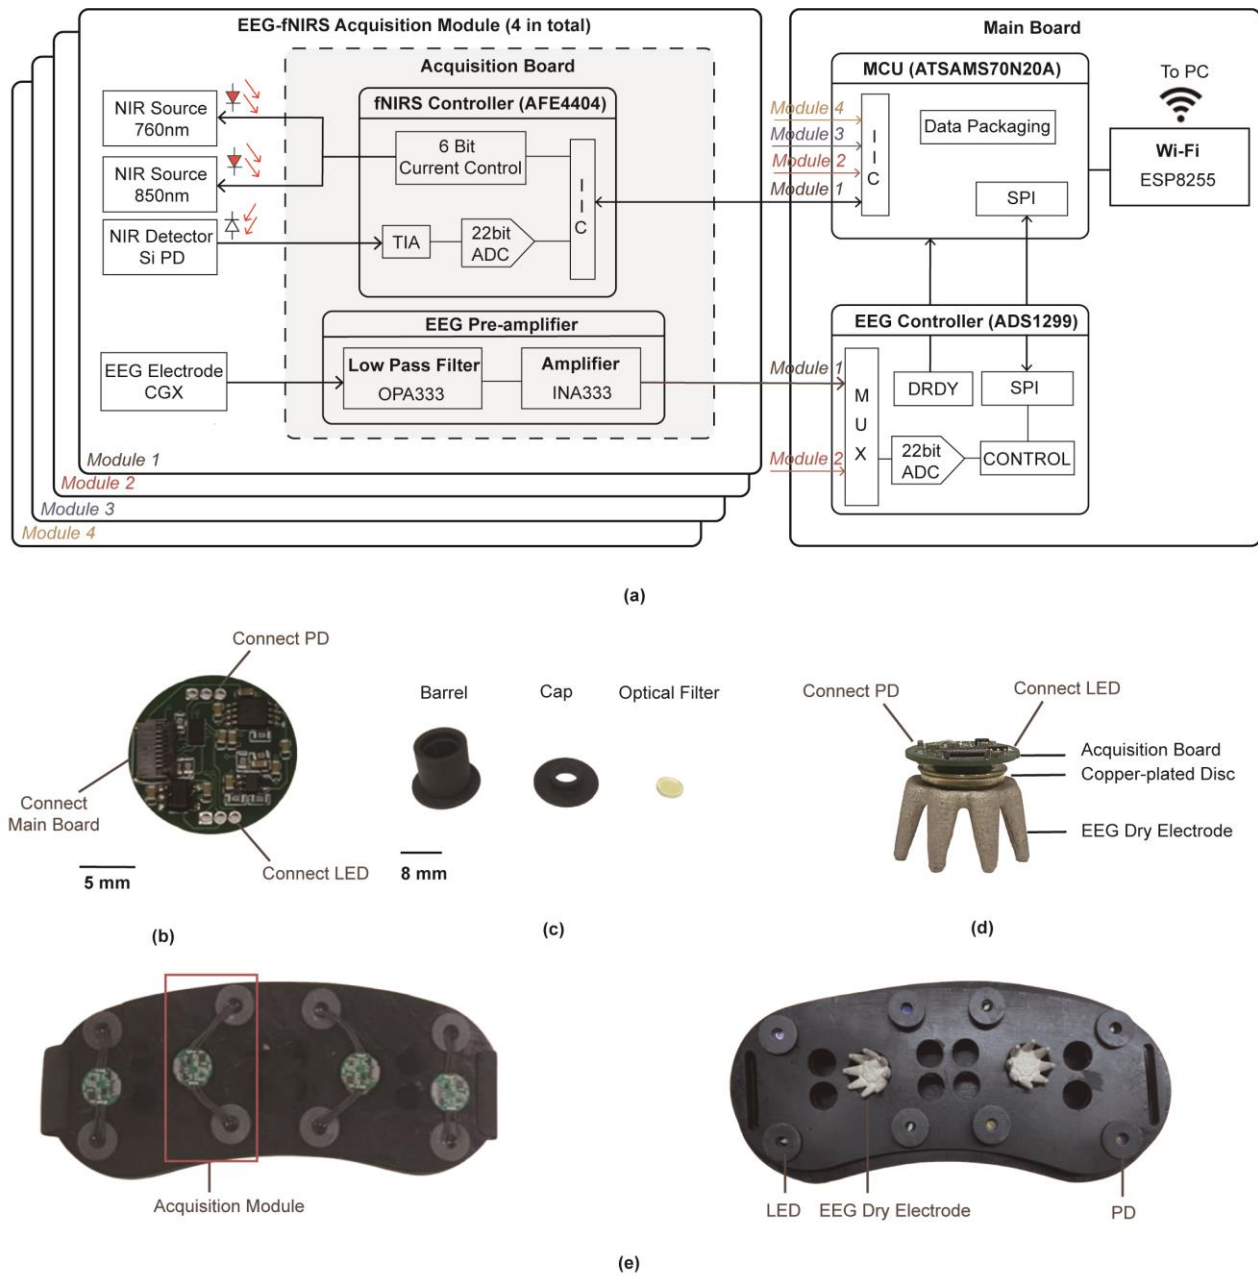 EEG-fNIRS Acquisition Module (4 in total)
Acquisition Board
fNIRS Controller (AFE4404)
NIR Source
760nm
NIR Source
850nm
NIR Detector
Si PD
6 Bit
Current Control
I
I
C
TIA
22bit
ADC
EEG Pre-amplifier
EEG Electrode
CGX
Low Pass Filter
OPA333
Amplifier
INA333
Module 1
Module 2
Module 3
Module 4
Main Board
MCU (ATSAMS70N20A)
Module 4
Module 3
Module 2
Module 1
I
I
C
Data Packaging
SPI
To PC
Wi-Fi
ESP8255
EEG Controller (ADS1299)
Module 1
Module 2
M
U
X
DRDY
SPI
22bit
ADC
CONTROL
(a)
Connect PD
Connect
Main Board
Connect LED
5 mm
(b)
Barrel
Cap
Optical Filter
8 mm
(c)
Connect PD
Connect LED
Acquisition Board
Copper-plated Disc
EEG Dry Electrode
(d)
Acquisition Module
LED
EEG Dry Electrode
PD
(e)